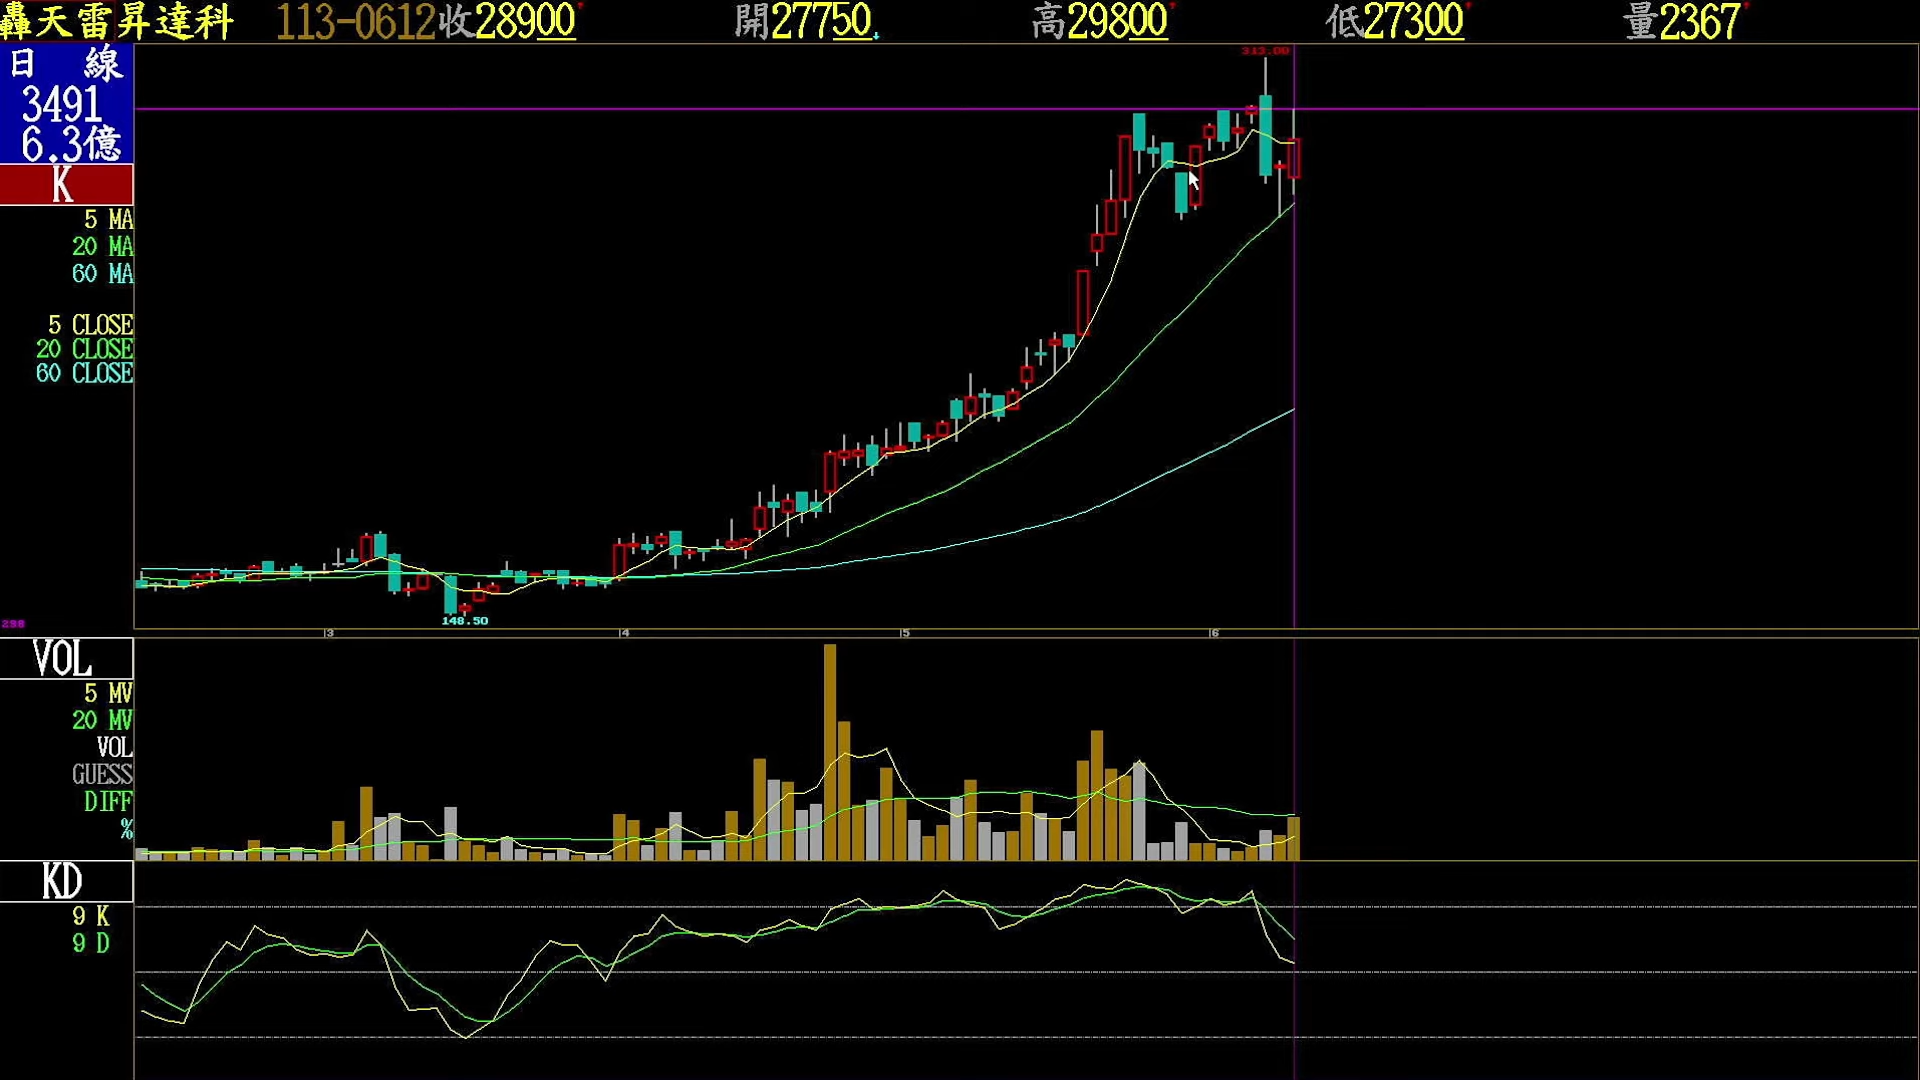 轟天雷昇達科 113-0612收28900 開27750 高29800 低27300 量2367
日 線
3491
6.3億
K
5 MA
20 MA
60 MA
5 CLOSE
20 CLOSE
60 CLOSE
313.00
148.50
298
3 4 5 6
VOL
5 MV
20 MV
VOL
GUESS
DIFF
%
KD
9 K
9 D